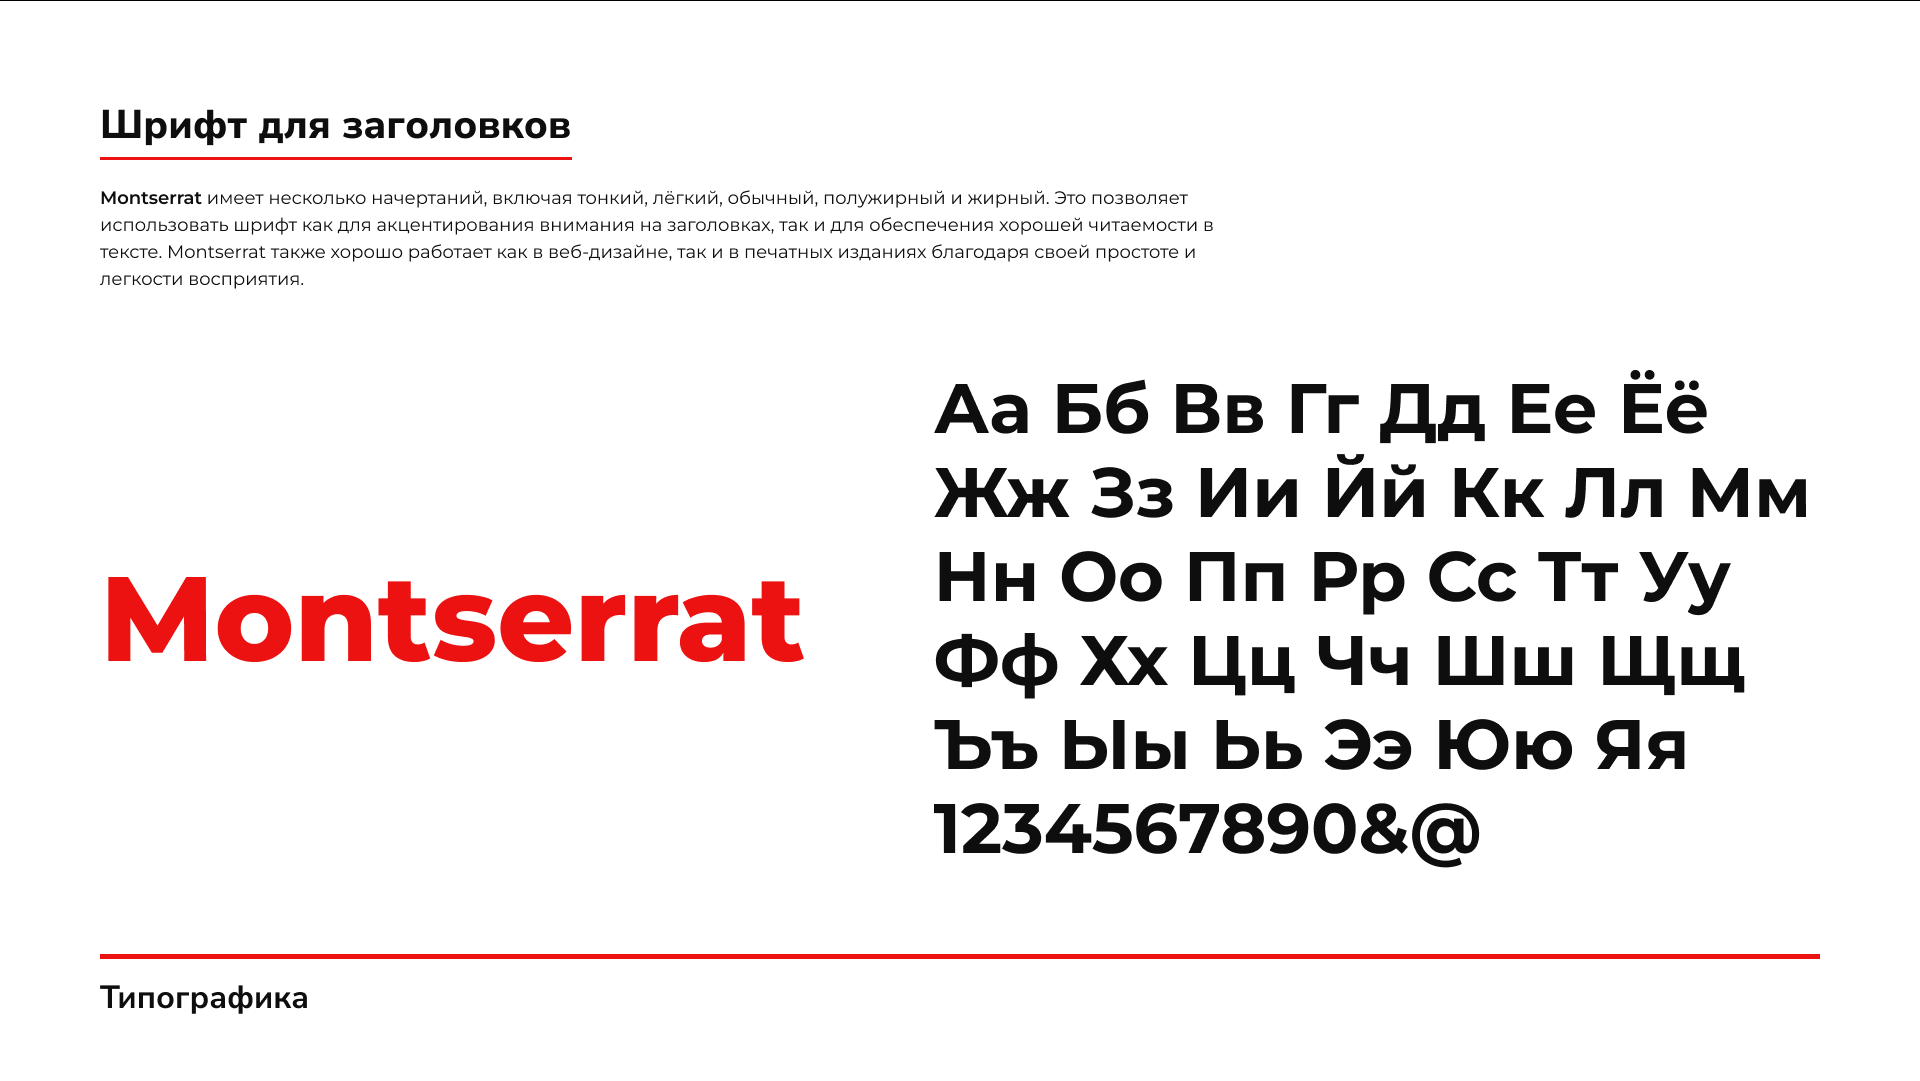 Шрифт для заголовков
Montserrat имеет несколько начертаний, включая тонкий, лёгкий, обычный, полужирный и жирный. Это позволяет
использовать шрифт как для акцентирования внимания на заголовках, так и для обеспечения хорошей читаемости в
тексте. Montserrat также хорошо работает как в веб-дизайне, так и в печатных изданиях благодаря своей простоте и
легкости восприятия.
Montserrat
Аа Бб Вв Гг Дд Ее Ёё
Жж Зз Ии Йй Кк Лл Мм
Нн Оо Пп Рр Сс Тт Уу
Фф Хх Цц Чч Шш Щщ
Ъъ Ыы Ьь Ээ Юю Яя
1234567890&@
Типографика